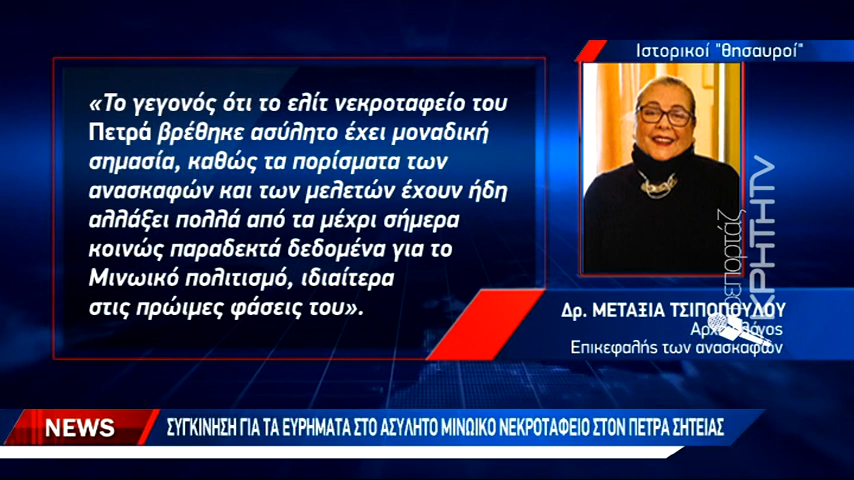 Ιστορικοί "θησαυροί"
«Το γεγονός ότι το ελίτ νεκροταφείο του
Πετρά βρέθηκε ασύλητο έχει μοναδική
σημασία, καθώς τα πορίσματα των
ανασκαφών και των μελετών έχουν ήδη
αλλάξει πολλά από τα μέχρι σήμερα
κοινώς παραδεκτά δεδομένα για το
Μινωικό πολιτισμό, ιδιαίτερα
στις πρώιμες φάσεις του».
ρεπορτάζ
ΚΡΗΤΗTV
Δρ. ΜΕΤΑΞΙΑ ΤΣΙΠΟΠΟΥΛΟΥ
Αρχαιολόγος
Επικεφαλής των ανασκαφών
NEWS
ΣΥΓΚΙΝΗΣΗ ΓΙΑ ΤΑ ΕΥΡΗΜΑΤΑ ΣΤΟ ΑΣΥΛΗΤΟ ΜΙΝΩΙΚΟ ΝΕΚΡΟΤΑΦΕΙΟ ΣΤΟΝ ΠΕΤΡΑ ΣΗΤΕΙΑΣ